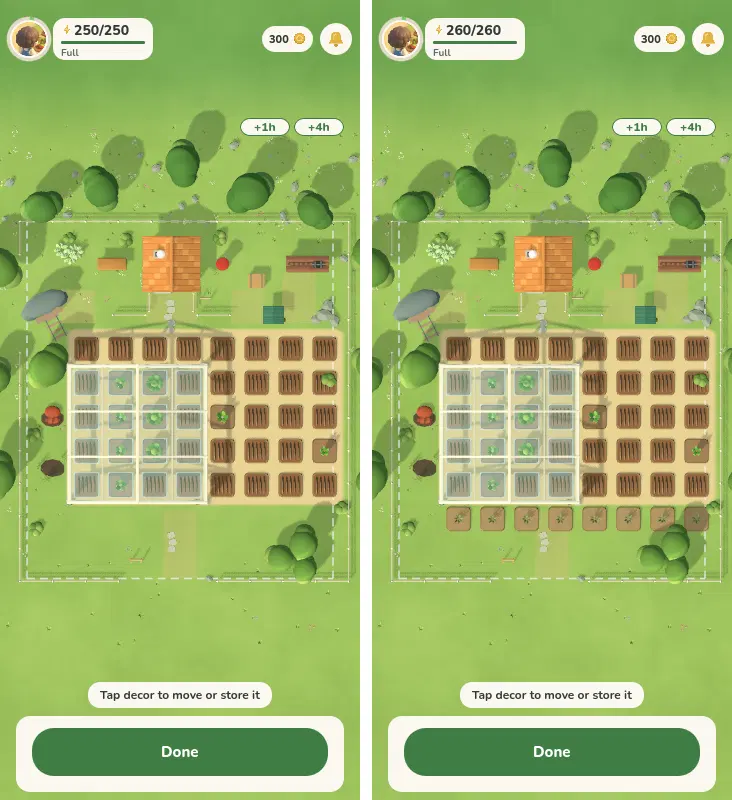 250/250
Full
300
+1h
+4h
Tap decor to move or store it
Done
260/260
Full
300
+1h
+4h
Tap decor to move or store it
Done